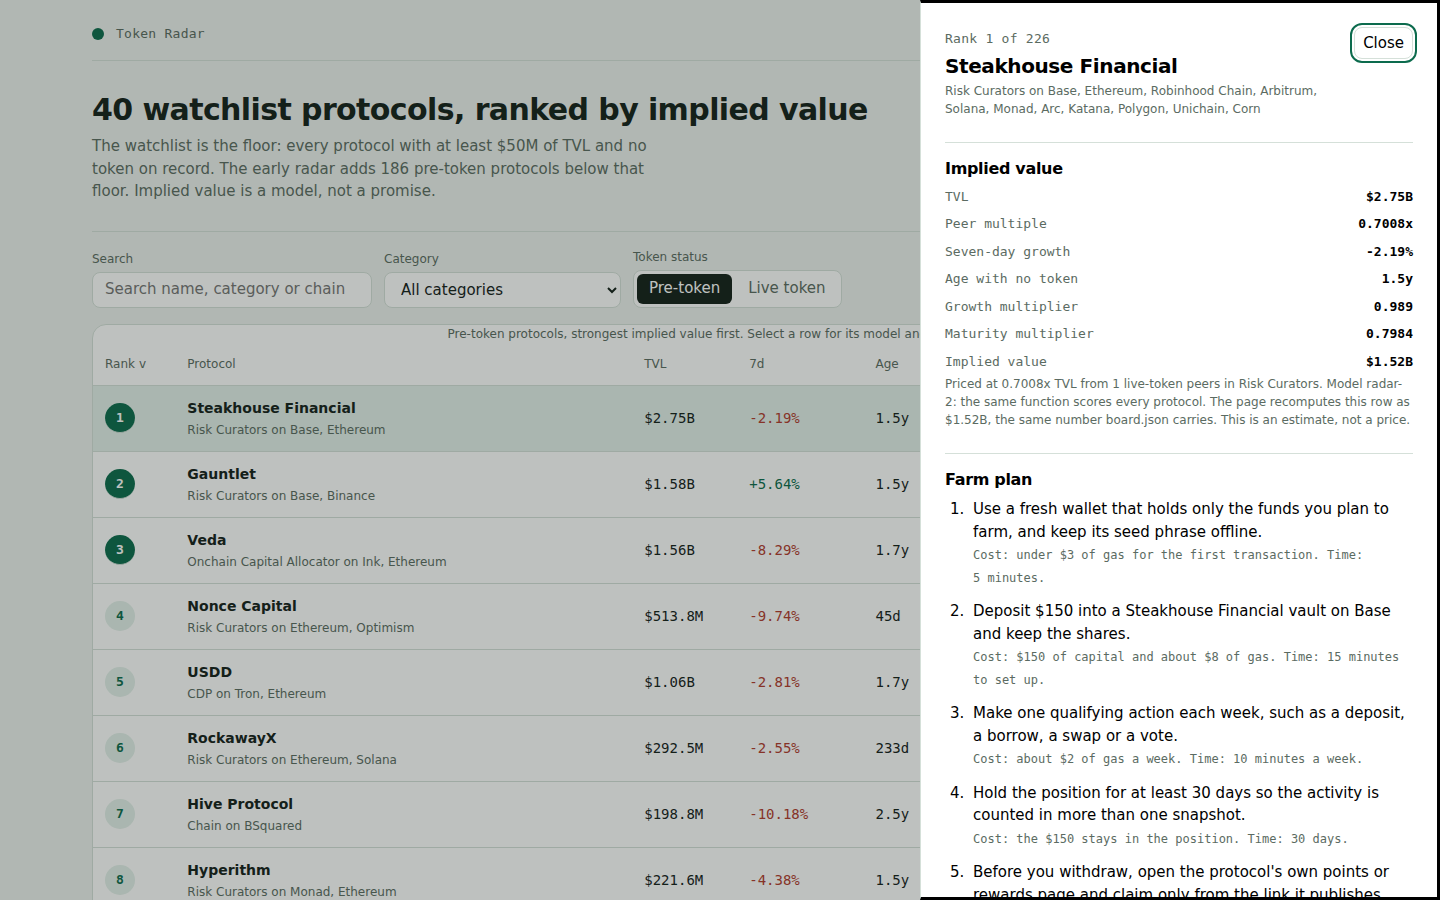 Token Radar
40 watchlist protocols, ranked by implied value
The watchlist is the floor: every protocol with at least $50M of TVL and no
token on record. The early radar adds 186 pre-token protocols below that
floor. Implied value is a model, not a promise.
Search
Category
Token status
Search name, category or chain
All categories
Pre-token
Live token
Pre-token protocols, strongest implied value first. Select a row for its model an
Rank v
Protocol
TVL
7d
Age
1
Steakhouse Financial
Risk Curators on Base, Ethereum
$2.75B
-2.19%
1.5y
2
Gauntlet
Risk Curators on Base, Binance
$1.58B
+5.64%
1.5y
3
Veda
Onchain Capital Allocator on Ink, Ethereum
$1.56B
-8.29%
1.7y
4
Nonce Capital
Risk Curators on Ethereum, Optimism
$513.8M
-9.74%
45d
5
USDD
CDP on Tron, Ethereum
$1.06B
-2.81%
1.7y
6
RockawayX
Risk Curators on Ethereum, Solana
$292.5M
-2.55%
233d
7
Hive Protocol
Chain on BSquared
$198.8M
-10.18%
2.5y
8
Hyperithm
Risk Curators on Monad, Ethereum
$221.6M
-4.38%
1.5y
Rank 1 of 226
Close
Steakhouse Financial
Risk Curators on Base, Ethereum, Robinhood Chain, Arbitrum,
Solana, Monad, Arc, Katana, Polygon, Unichain, Corn
Implied value
TVL $2.75B
Peer multiple 0.7008x
Seven-day growth -2.19%
Age with no token 1.5y
Growth multiplier 0.989
Maturity multiplier 0.7984
Implied value $1.52B
Priced at 0.7008x TVL from 1 live-token peers in Risk Curators. Model radar-
2: the same function scores every protocol. The page recomputes this row as
$1.52B, the same number board.json carries. This is an estimate, not a price.
Farm plan
1. Use a fresh wallet that holds only the funds you plan to
farm, and keep its seed phrase offline.
Cost: under $3 of gas for the first transaction. Time:
5 minutes.
2. Deposit $150 into a Steakhouse Financial vault on Base
and keep the shares.
Cost: $150 of capital and about $8 of gas. Time: 15 minutes
to set up.
3. Make one qualifying action each week, such as a deposit,
a borrow, a swap or a vote.
Cost: about $2 of gas a week. Time: 10 minutes a week.
4. Hold the position for at least 30 days so the activity is
counted in more than one snapshot.
Cost: the $150 stays in the position. Time: 30 days.
5. Before you withdraw, open the protocol's own points or
rewards page and claim only from the link it publishes.